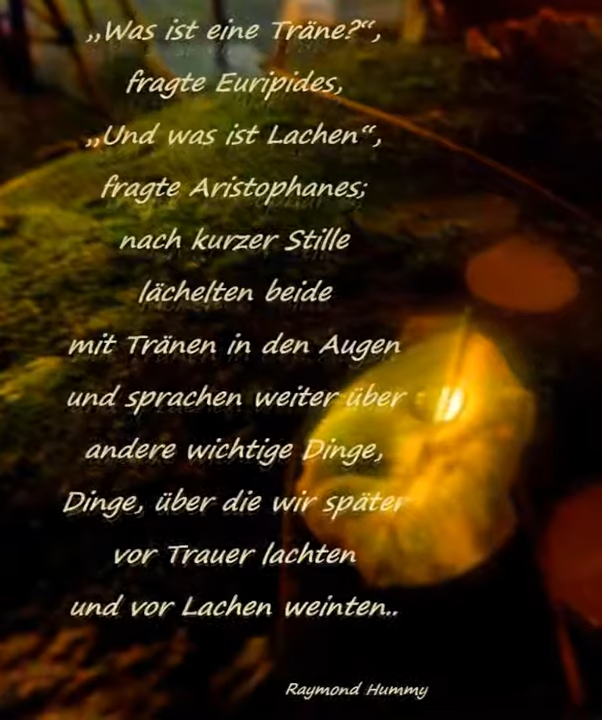 „Was ist eine Träne?“,
fragte Euripides,
„Und was ist Lachen“,
fragte Aristophanes;
nach kurzer Stille
lächelten beide
mit Tränen in den Augen
und sprachen weiter über
andere wichtige Dinge,
Dinge, über die wir später
vor Trauer lachten
und vor Lachen weinten..
Raymond Hummy